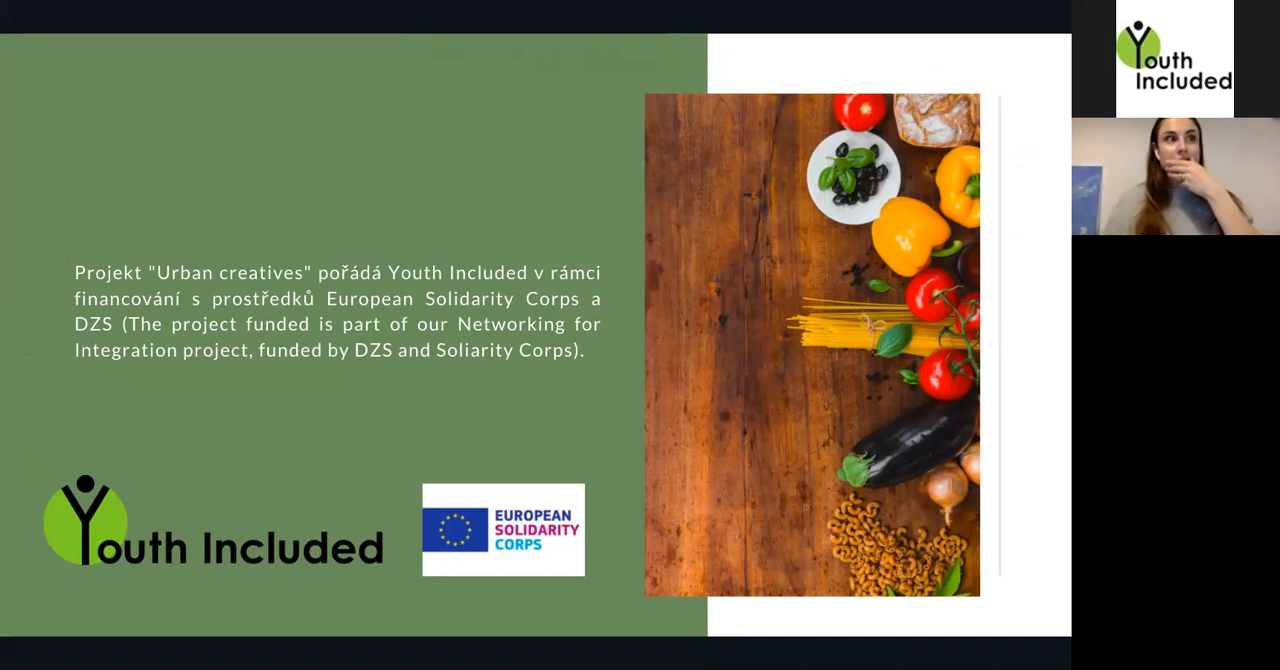 Projekt "Urban creatives" pořádá Youth Included v rámci
financování s prostředků European Solidarity Corps a
DZS (The project funded is part of our Networking for
Integration project, funded by DZS and Soliarity Corps).
Youth Included
EUROPEAN
SOLIDARITY
CORPS
Youth
Included